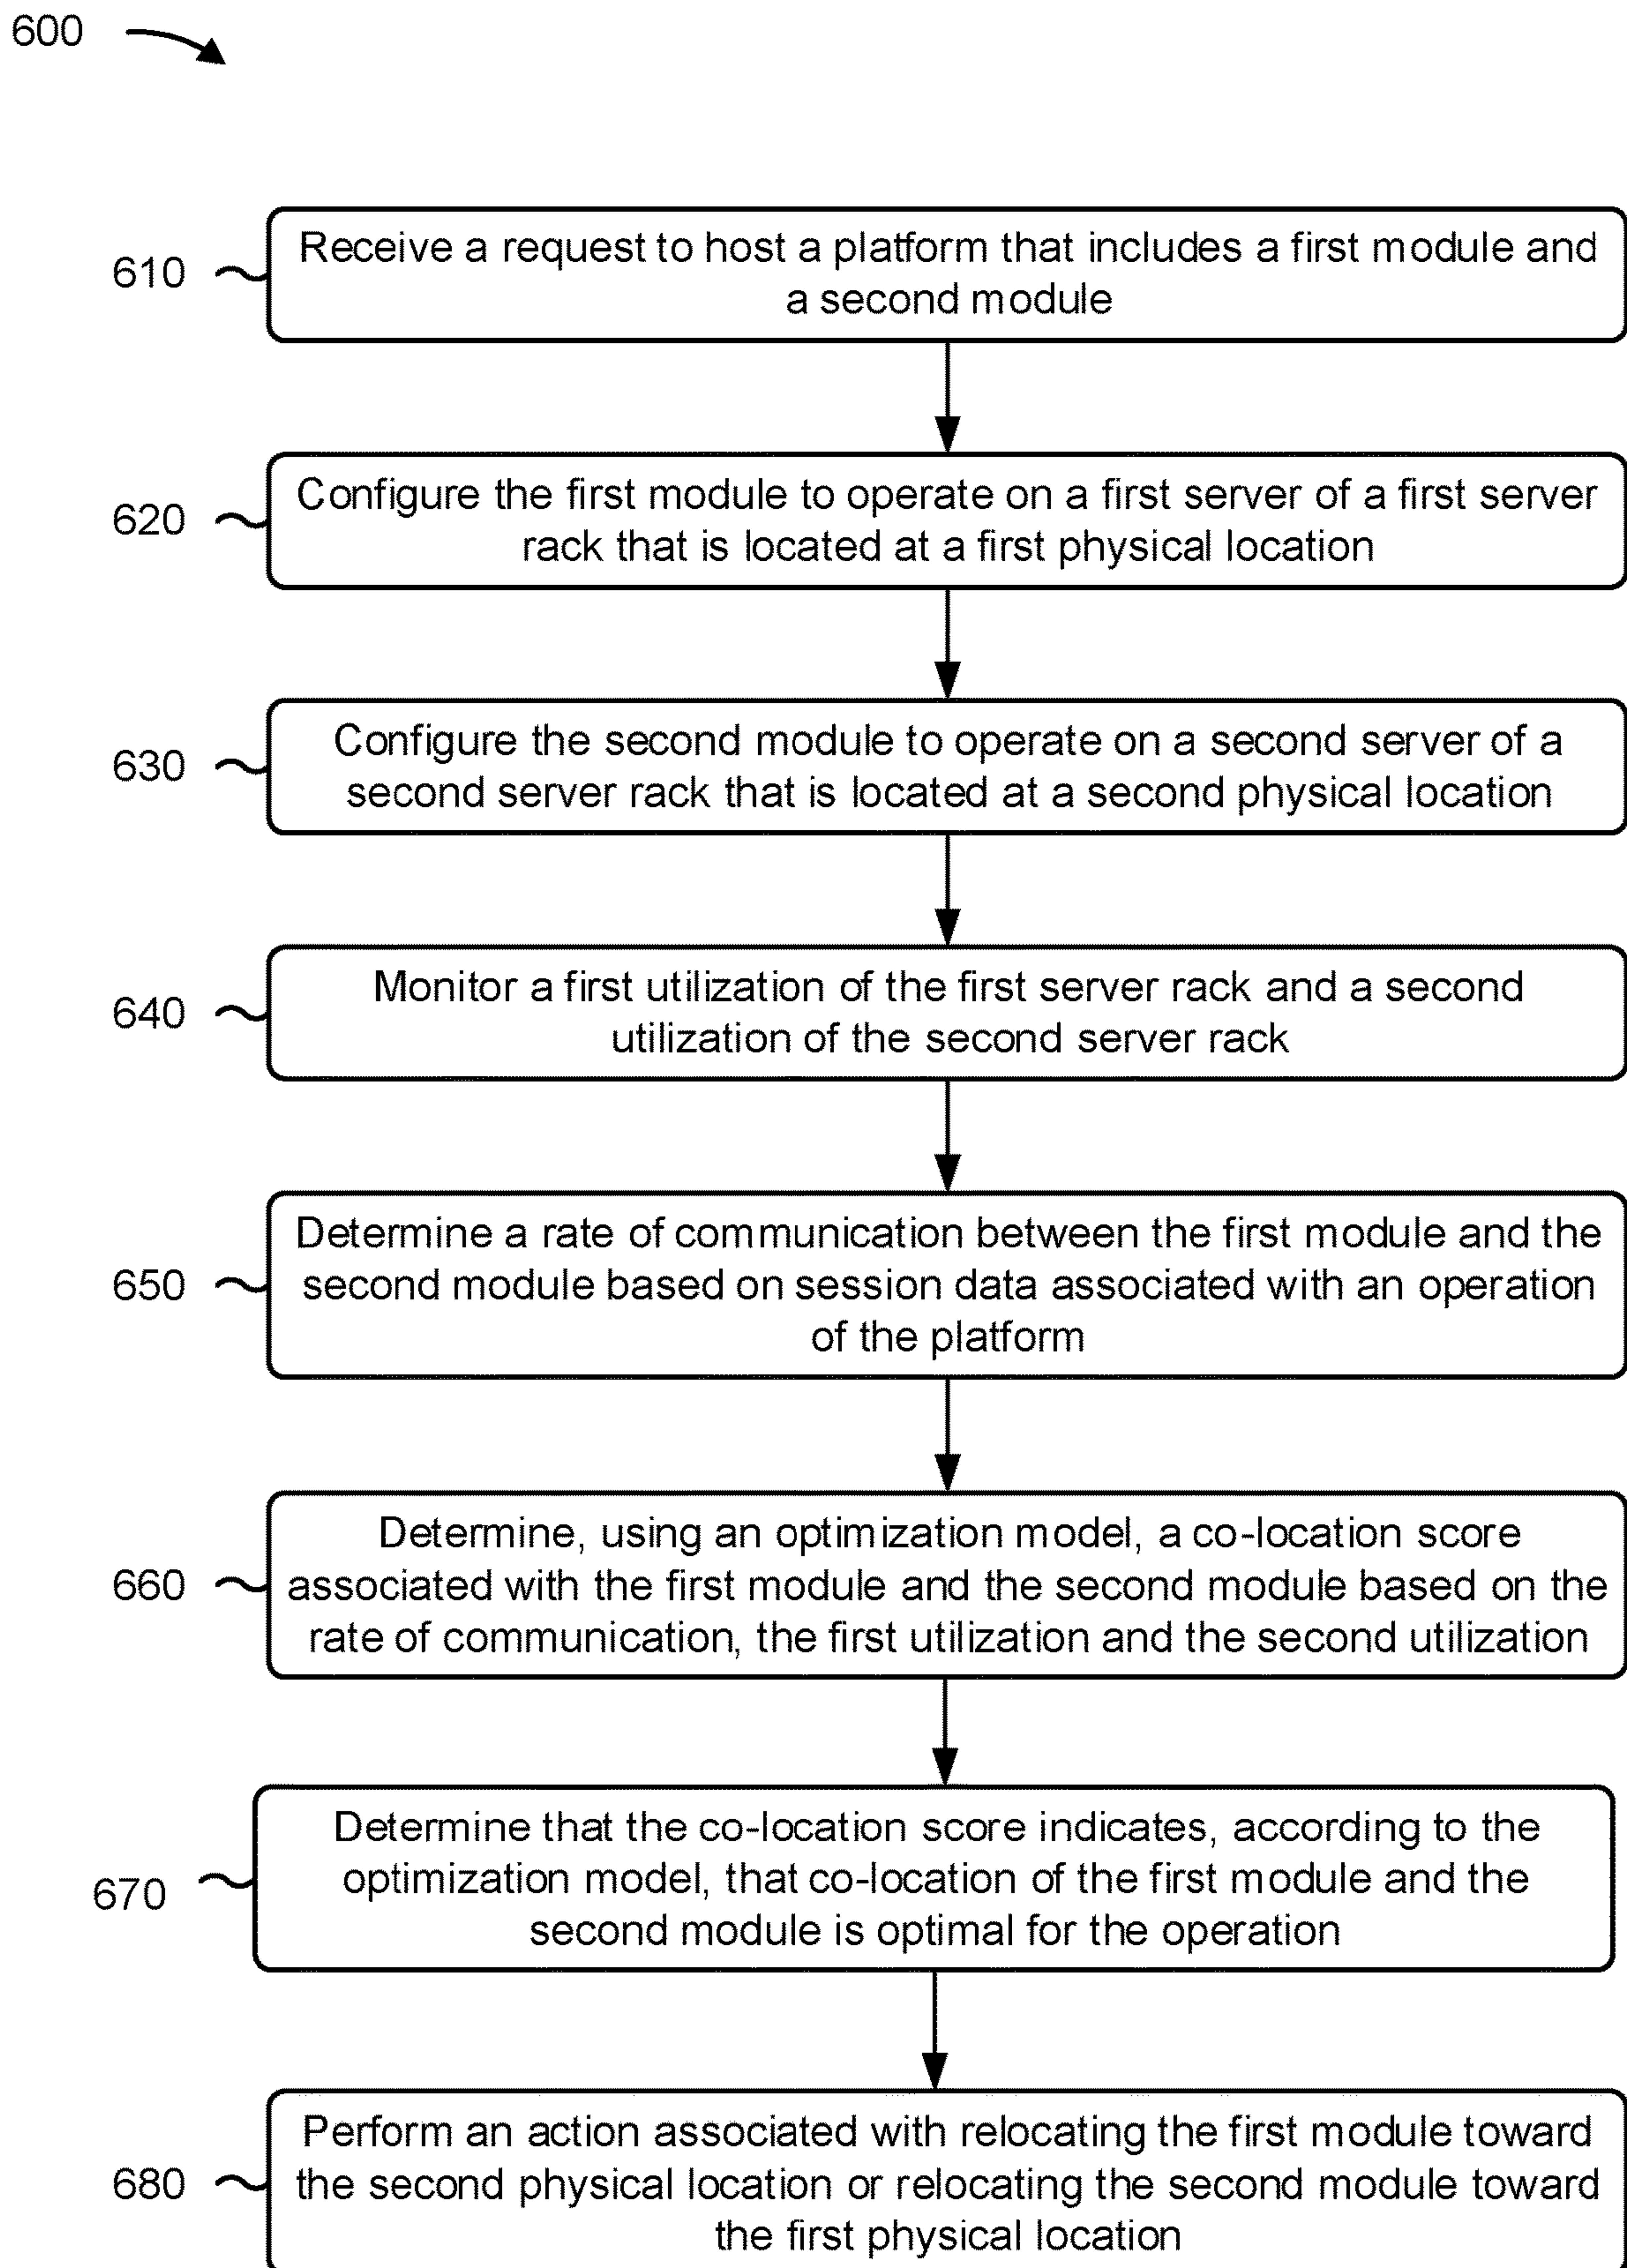 600
610
Receive a request to host a platform that includes a first module and
a second module
620
Configure the first module to operate on a first server of a first server
rack that is located at a first physical location
630
Configure the second module to operate on a second server of a
second server rack that is located at a second physical location
640
Monitor a first utilization of the first server rack and a second
utilization of the second server rack
650
Determine a rate of communication between the first module and the
second module based on session data associated with an operation
of the platform
660
Determine, using an optimization model, a co-location score
associated with the first module and the second module based on the
rate of communication, the first utilization and the second utilization
670
Determine that the co-location score indicates, according to the
optimization model, that co-location of the first module and the
second module is optimal for the operation
680
Perform an action associated with relocating the first module toward
the second physical location or relocating the second module toward
the first physical location